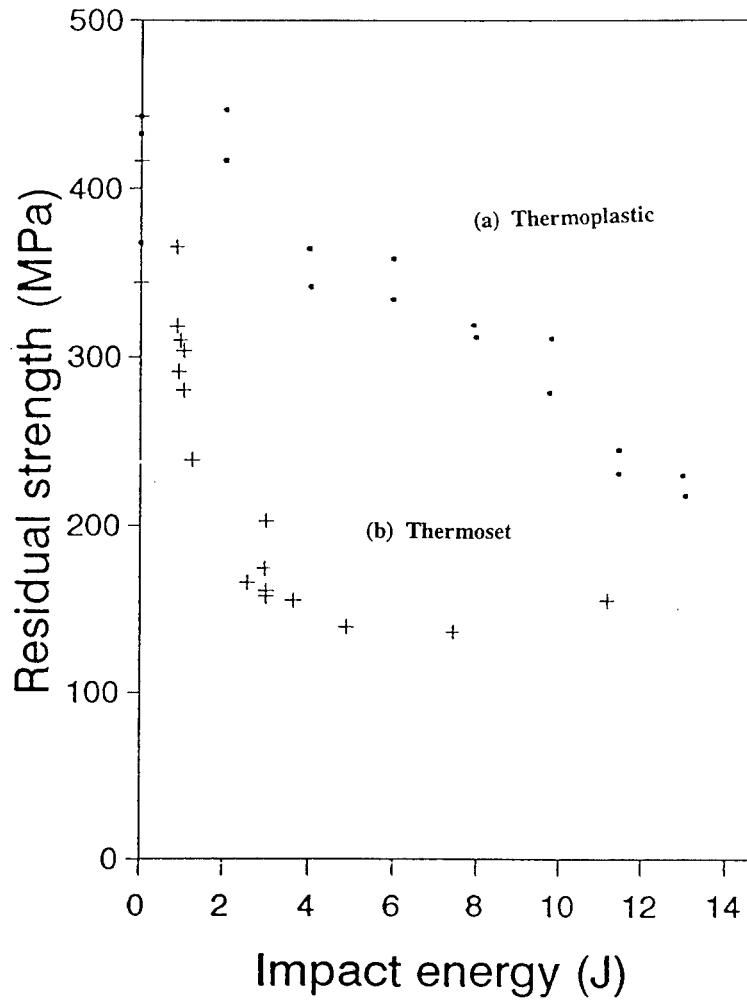 500
400
300
200
100
0
Residual strength (MPa)
(a) Thermoplastic
(b) Thermoset
0 2 4 6 8 10 12 14
Impact energy (J)